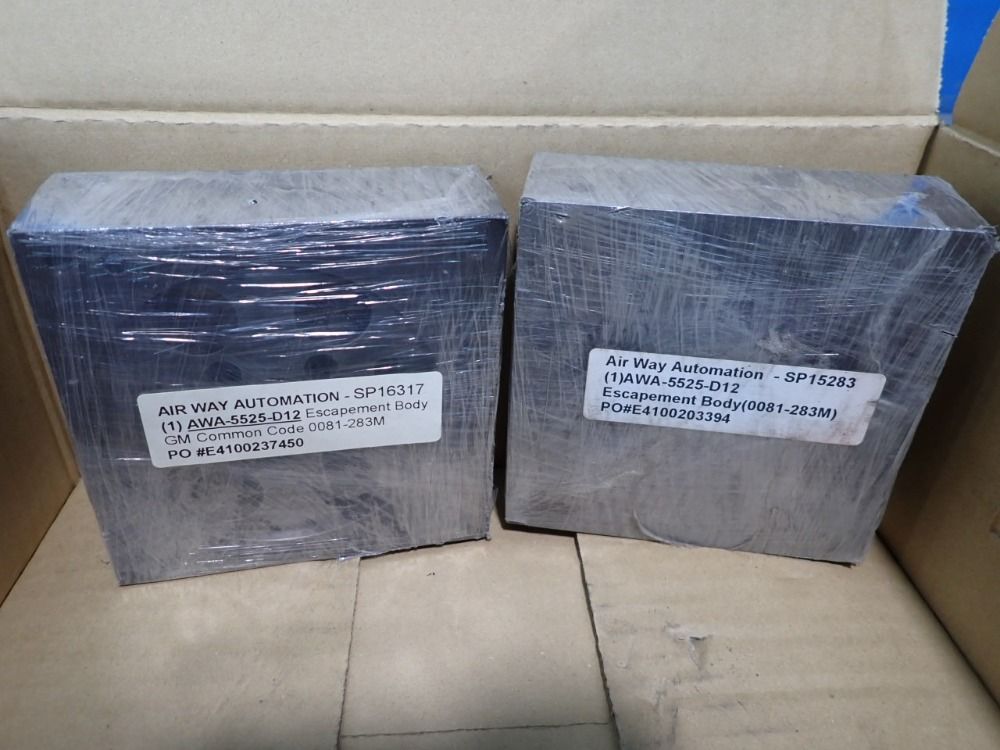 AIR WAY AUTOMATION - SP16317
(1) AWA-5525-D12 Escapement Body
GM Common Code 0081-283M
PO #E4100237450
Air Way Automation - SP15283
(1)AWA-5525-D12
Escapement Body(0081-283M)
PO#E4100203394